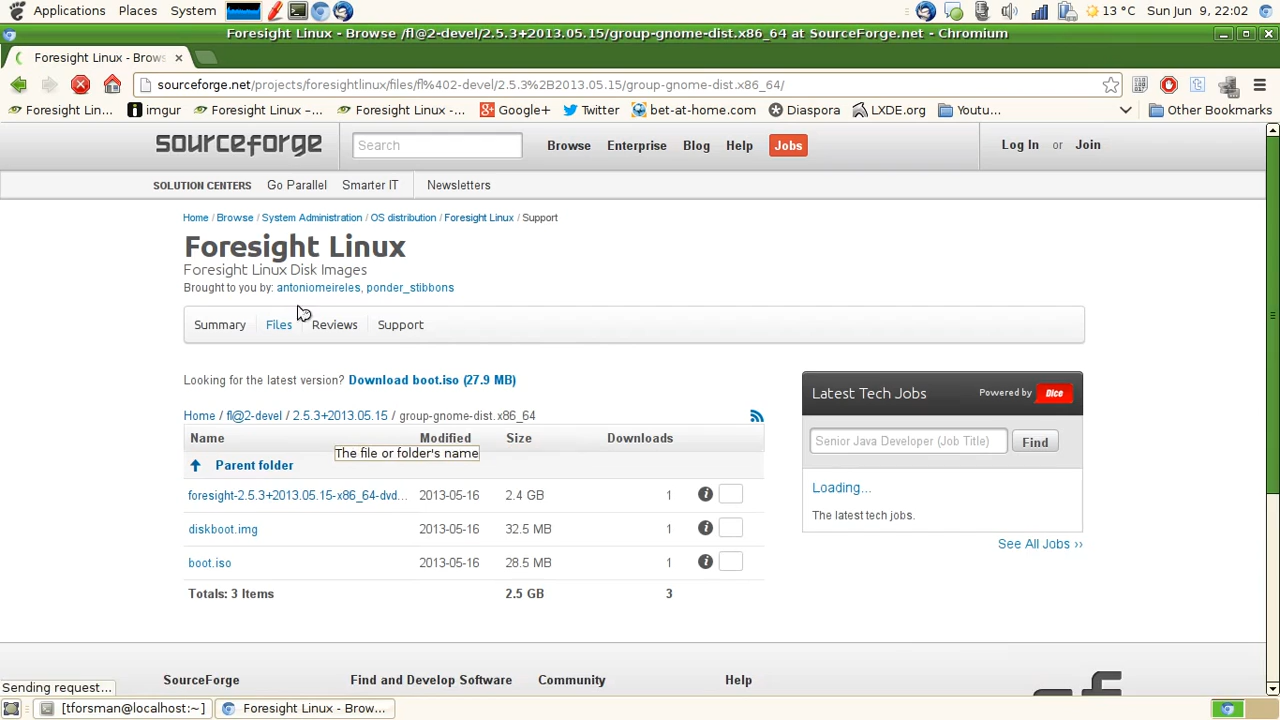 Applications Places System 13 °C Sun Jun 9, 22:02
Foresight Linux - Browse /fl@2-devel/2.5.3+2013.05.15/group-gnome-dist.x86_64 at SourceForge.net - Chromium
Foresight Linux - Brows
sourceforge.net/projects/foresightlinux/files/fl%402-devel/2.5.3%2B2013.05.15/group-gnome-dist.x86_64/
Foresight Lin... imgur Foresight Linux -... Foresight Linux -... Google+ Twitter bet-at-home.com Diaspora LXDE.org Youtu... Other Bookmarks
sourceforge Search Browse Enterprise Blog Help Jobs Log In or Join
SOLUTION CENTERS Go Parallel Smarter IT Newsletters
Home / Browse / System Administration / OS distribution / Foresight Linux / Support
Foresight Linux
Foresight Linux Disk Images
Brought to you by: antoniomeireles, ponder_stibbons
Summary Files Reviews Support
Looking for the latest version? Download boot.iso (27.9 MB)
Home / fl@2-devel / 2.5.3+2013.05.15 / group-gnome-dist.x86_64
Name Modified Size Downloads
The file or folder's name
Parent folder
foresight-2.5.3+2013.05.15-x86_64-dvd... 2013-05-16 2.4 GB 1
diskboot.img 2013-05-16 32.5 MB 1
boot.iso 2013-05-16 28.5 MB 1
Totals: 3 Items 2.5 GB 3
Latest Tech Jobs Powered by Dice
Senior Java Developer (Job Title) Find
Loading...
The latest tech jobs.
See All Jobs ››
SourceForge Find and Develop Software Community Help
Sending request...
[tforsman@localhost:~] Foresight Linux - Brow...